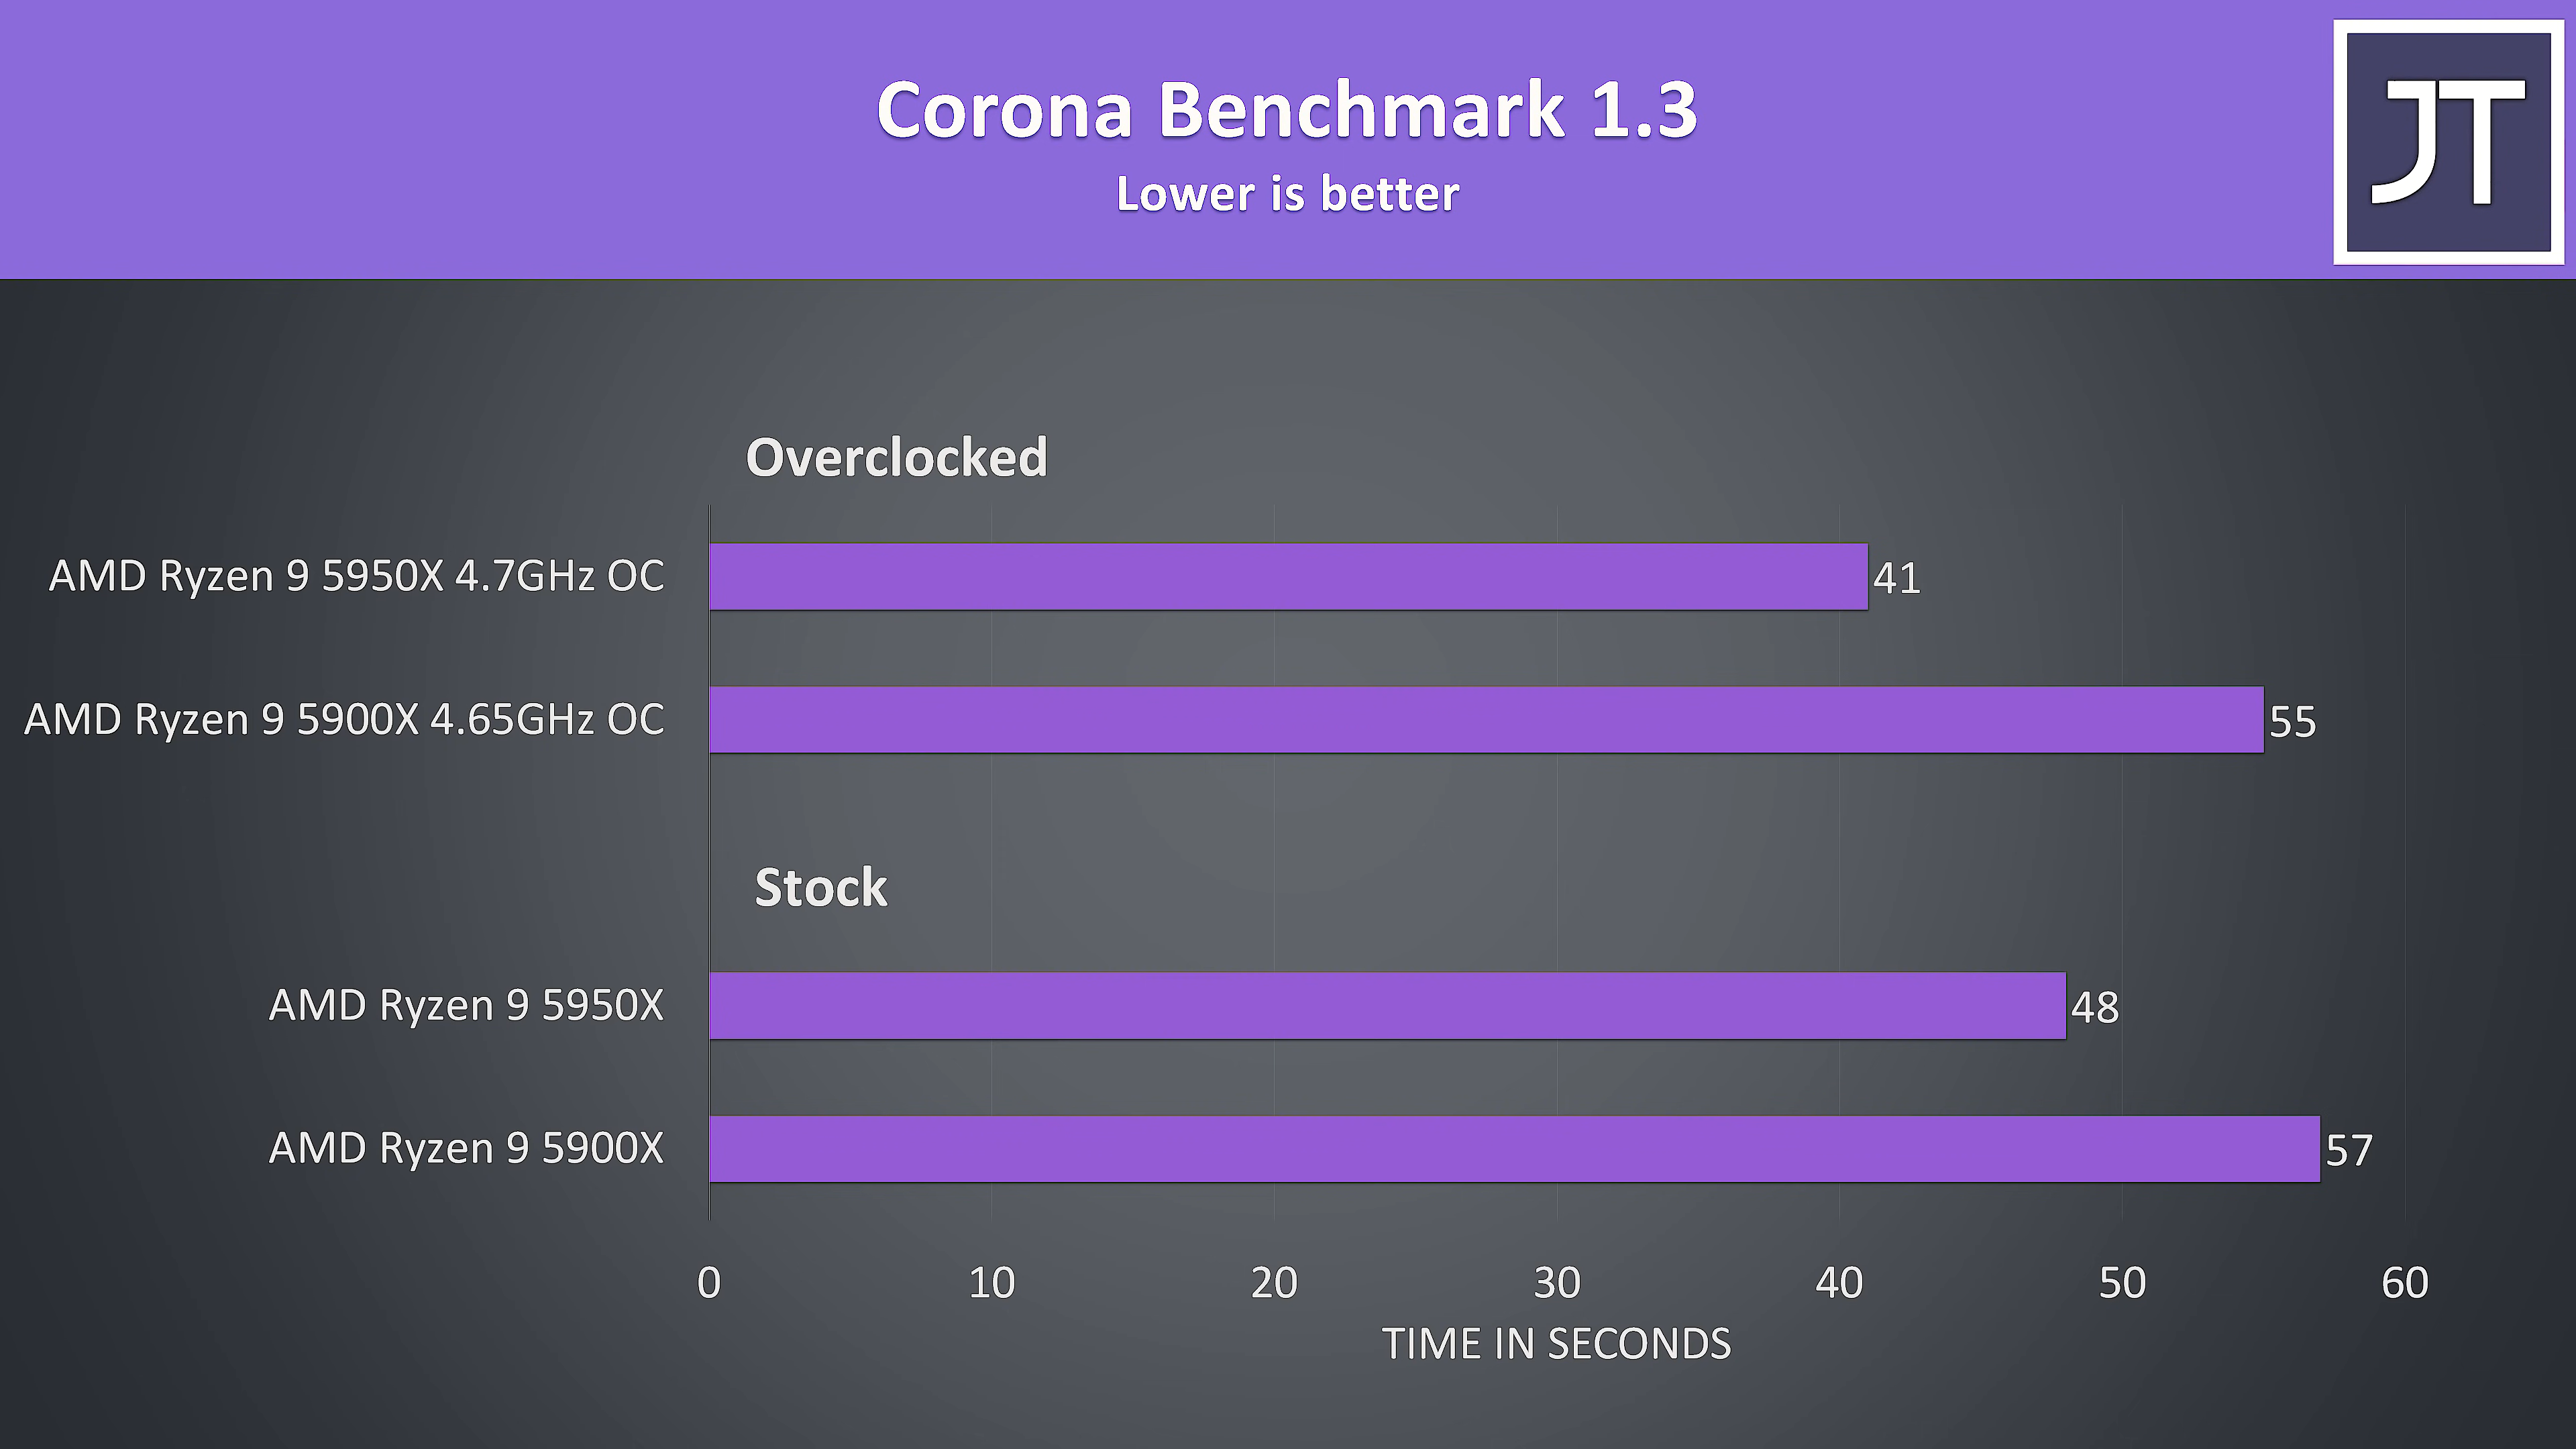 Corona Benchmark 1.3
Lower is better
JT
Overclocked
AMD Ryzen 9 5950X 4.7GHz OC 41
AMD Ryzen 9 5900X 4.65GHz OC 55
Stock
AMD Ryzen 9 5950X 48
AMD Ryzen 9 5900X 57
0 10 20 30 40 50 60
TIME IN SECONDS